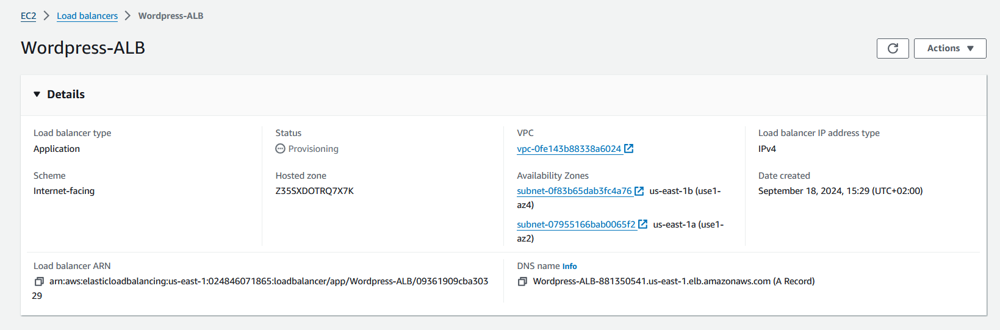 EC2 > Load balancers > Wordpress-ALB
Wordpress-ALB
Actions
Details
Load balancer type
Application
Scheme
Internet-facing
Status
Provisioning
Hosted zone
Z35SXDOTRQ7X7K
VPC
vpc-0fe143b88338a6024
Availability Zones
subnet-0f83b65dab3fc4a76 us-east-1b (use1-
az4)
subnet-07955166bab0065f2 us-east-1a (use1-
az2)
Load balancer IP address type
IPv4
Date created
September 18, 2024, 15:29 (UTC+02:00)
Load balancer ARN
arn:aws:elasticloadbalancing:us-east-1:024846071865:loadbalancer/app/Wordpress-ALB/09361909cba303
29
DNS name Info
Wordpress-ALB-881350541.us-east-1.elb.amazonaws.com (A Record)